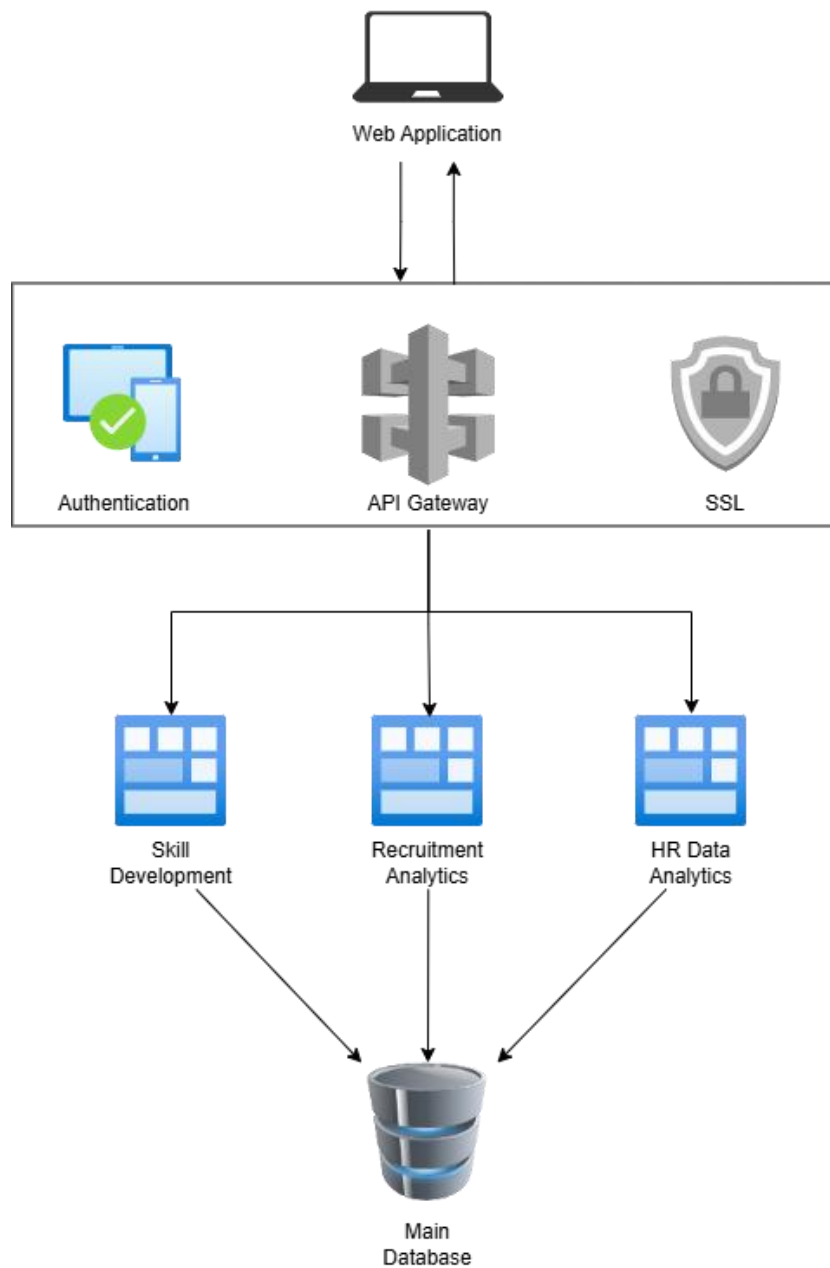 Web Application
Authentication
API Gateway
SSL
Skill
Development
Recruitment
Analytics
HR Data
Analytics
Main
Database